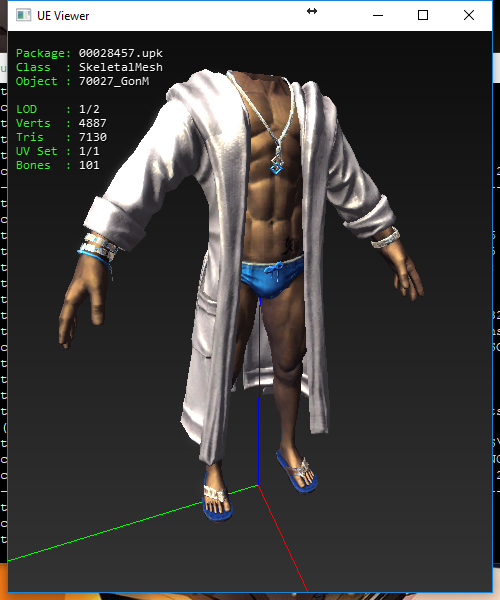 UE Viewer
Package: 00028457.upk
Class : SkeletalMesh
Object : 70027_GonM
LOD : 1/2
Verts : 4887
Tris : 7130
UV Set : 1/1
Bones : 101